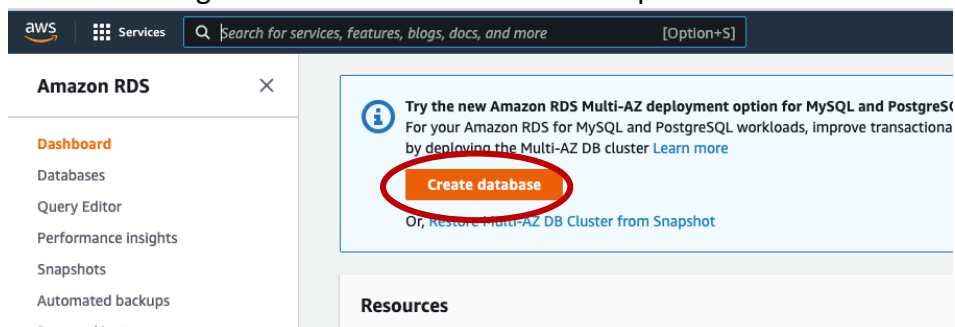 aws
Services
Search for services, features, blogs, docs, and more
[Option+S]
Amazon RDS
Dashboard
Databases
Query Editor
Performance insights
Snapshots
Automated backups
Try the new Amazon RDS Multi-AZ deployment option for MySQL and
For your Amazon RDS for MySQL and PostgreSQL workloads, improve
by deploying the Multi-AZ DB cluster Learn more
Create database
Or, Restore Multi-AZ DB Cluster from Snapshot
Resources